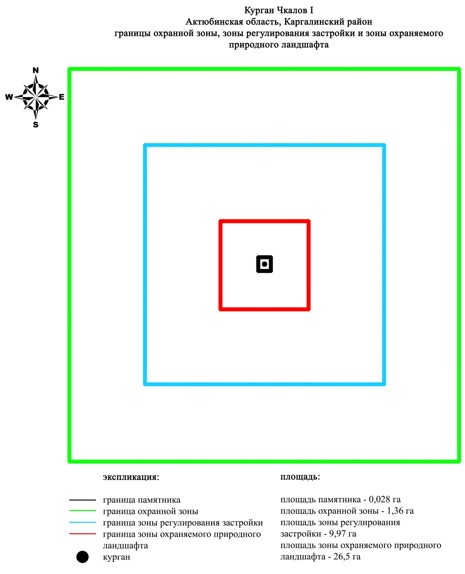 Курган Чкалов I
Актюбинская область, Каргалинский район
границы охранной зоны, зоны регулирования застройки и зоны охраняемого
природного ландшафта
N
W E
S
экспликация:
граница памятника
граница охранной зоны
граница зоны регулирования застройки
граница зоны охраняемого природного
ландшафта
курган
площадь:
площадь памятника - 0,028 га
площадь охранной зоны - 1,36 га
площадь зоны регулирования
застройки - 9,97 га
площадь зоны охраняемого природного
ландшафта - 26,5 га